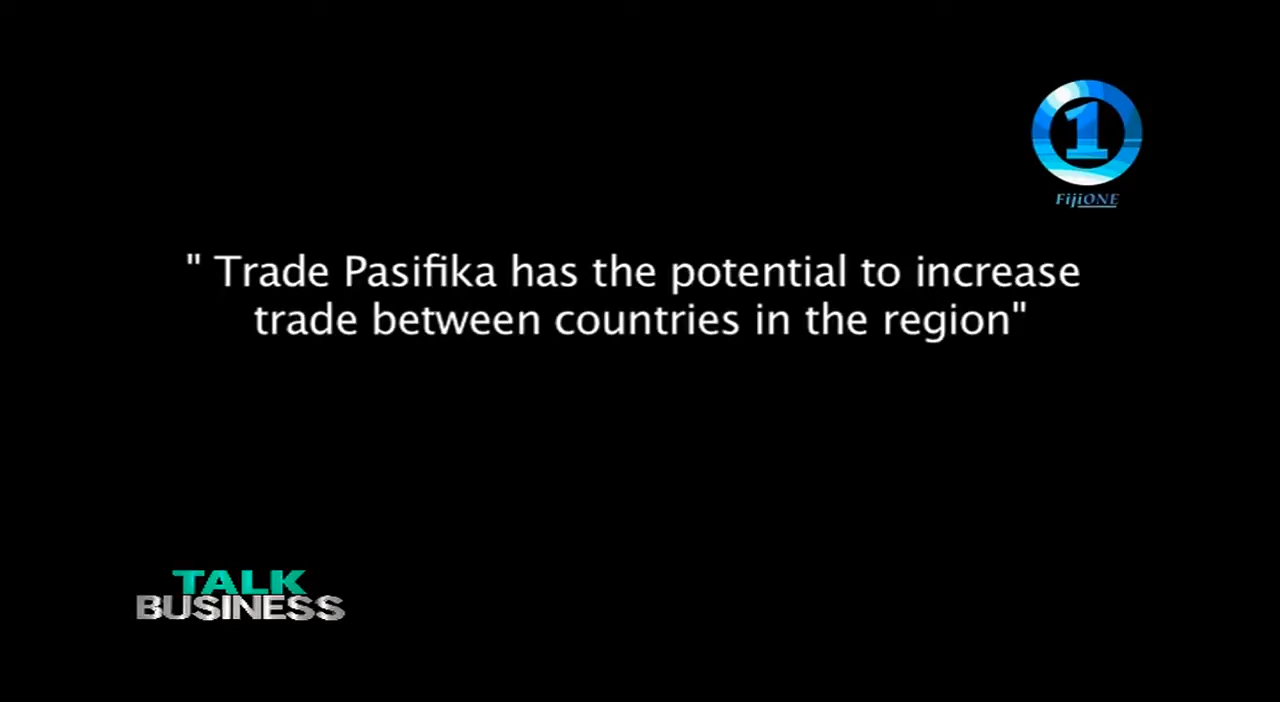 1
FijiONE
" Trade Pasifika has the potential to increase
trade between countries in the region"
TALK
BUSINESS